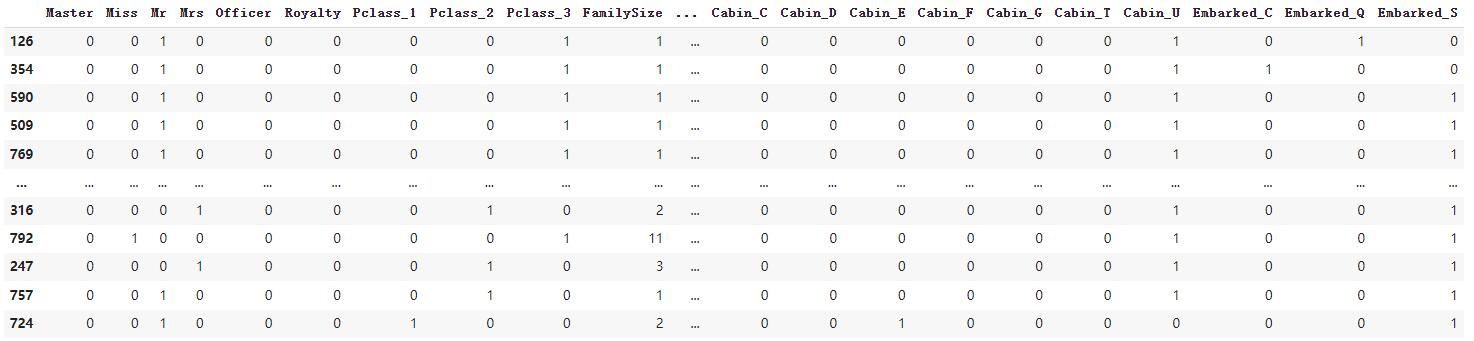 Master Miss Mr Mrs Officer Royalty Pclass_1 Pclass_2 Pclass_3 FamilySize ... Cabin_C Cabin_D Cabin_E Cabin_F Cabin_G Cabin_T Cabin_U Embarked_C Embarked_Q Embarked_S
126 0 0 1 0 0 0 0 0 1 1 ... 0 0 0 0 0 0 1 0 1 0
354 0 0 1 0 0 0 0 0 1 1 ... 0 0 0 0 0 0 1 1 0 0
590 0 0 1 0 0 0 0 0 1 1 ... 0 0 0 0 0 0 1 0 0 1
509 0 0 1 0 0 0 0 0 1 1 ... 0 0 0 0 0 0 1 0 0 1
769 0 0 1 0 0 0 0 0 1 1 ... 0 0 0 0 0 0 1 0 0 1
... ... ... ... ... ... ... ... ... ... ... ... ... ... ... ... ... ... ... ... ... ...
316 0 0 0 1 0 0 0 1 0 2 ... 0 0 0 0 0 0 1 0 0 1
792 0 1 0 0 0 0 0 0 1 11 ... 0 0 0 0 0 0 1 0 0 1
247 0 0 0 1 0 0 0 1 0 3 ... 0 0 0 0 0 0 1 0 0 1
757 0 0 1 0 0 0 0 1 0 1 ... 0 0 0 0 0 0 1 0 0 1
724 0 0 1 0 0 0 1 0 0 2 ... 0 0 1 0 0 0 0 0 0 1